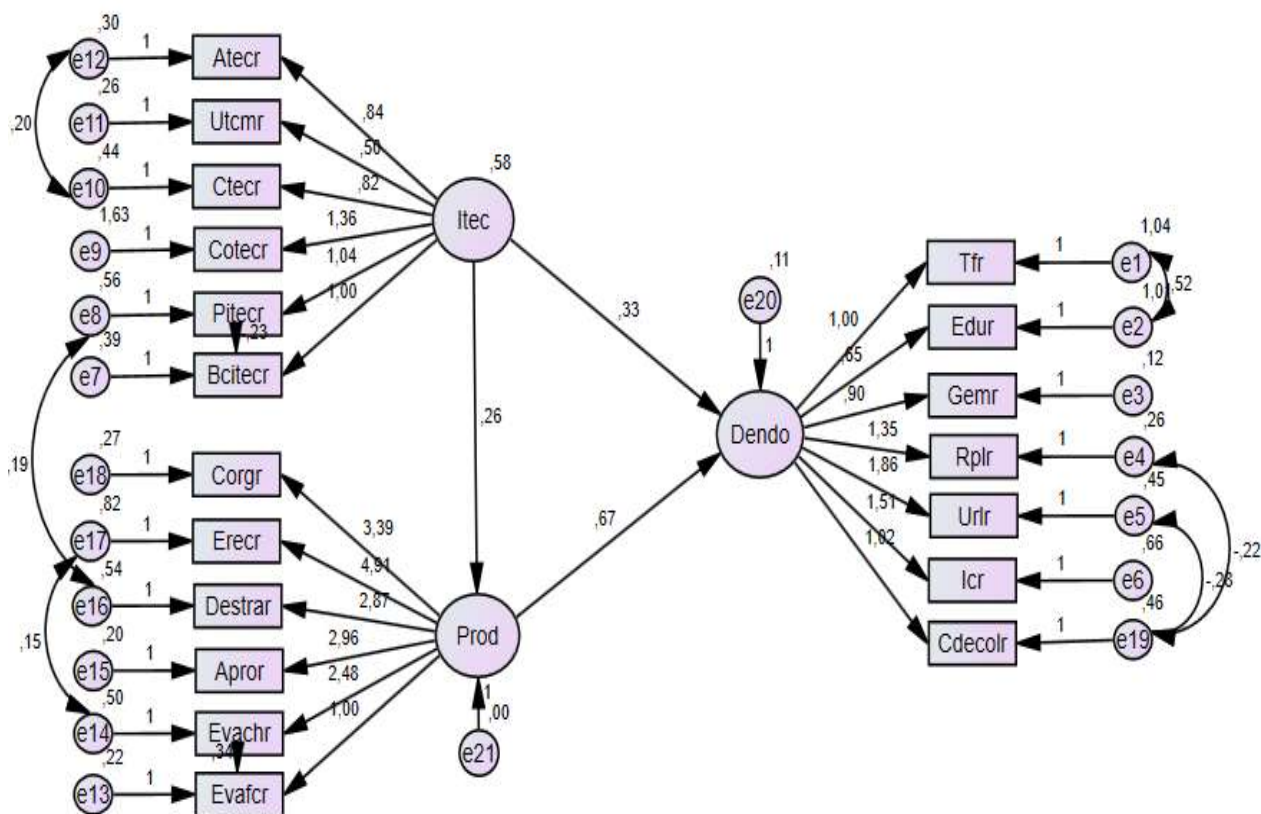 ,30
e12 1 Atecr
,26
e11 1 Utcmr
,20
,44
e10 1 Ctecr
1,63
e9 1 Cotecr
,56
e8 1 Pitecr
,39
e7 1 Bcitecr
,23
,84
,50
,82
1,36
1,04
1,00
,58
Itec
,33
,26
,27
e18 1 Corgr
,19
,82
e17 1 Erecr
,54
e16 1 Destrar
,15
,20
e15 1 Apror
,50
e14 1 Evachr
,34
,22
e13 1 Evafcr
3,39
4,91
2,87
2,96
2,48
1,00
Prod
1
,00
e21
,67
,11
e20
1
Dendo
1,00
,65
,90
1,35
1,86
1,51
1,02
1,04
Tfr 1 e1
,52
Edur 1 e2
,12
Gemr 1 e3
,26
Rplr 1 e4
,45
Urlr 1 e5
,66
Icr 1 e6
,46
Cdecolr 1 e19
-,22